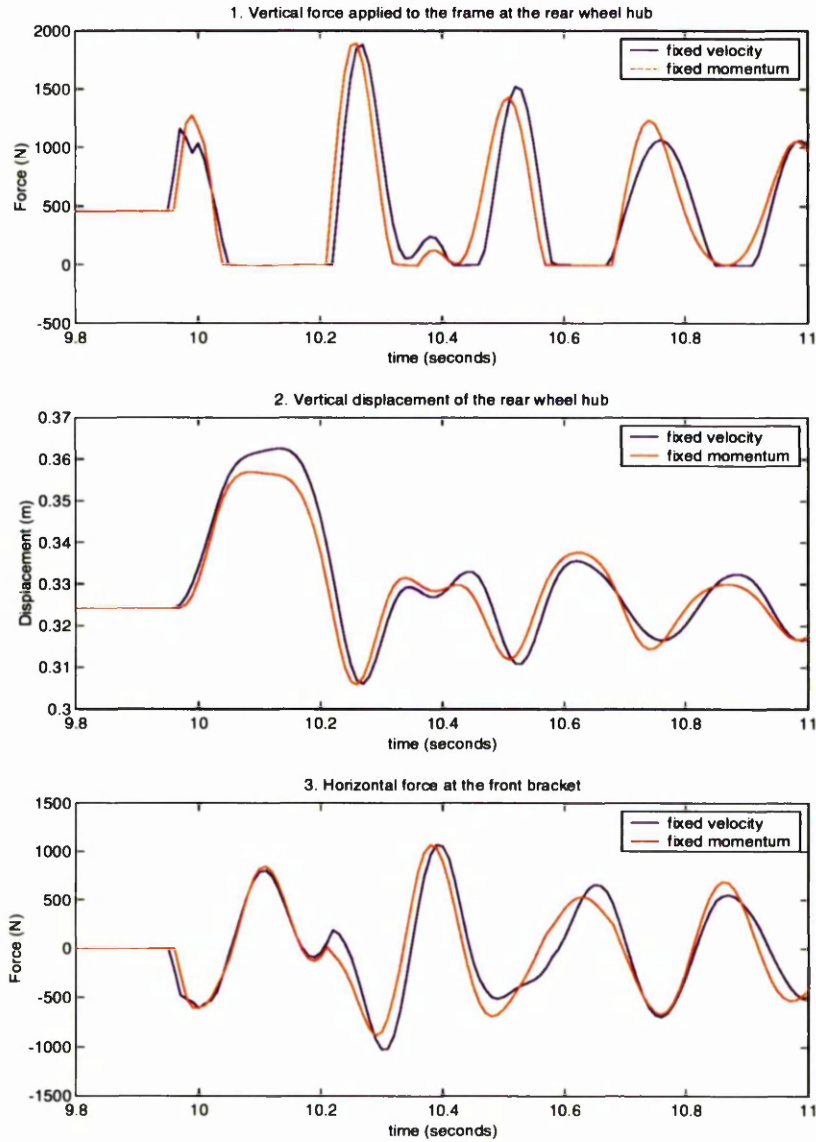 1. Vertical force applied to the frame at the rear wheel hub
2000
1500
1000
500
0
-500
Force (N)
fixed velocity
fixed momentum
9.8 10 10.2 10.4 10.6 10.8 11
time (seconds)
2. Vertical displacement of the rear wheel hub
0.37
0.36
0.35
0.34
0.33
0.32
0.31
0.3
Displacement (m)
fixed velocity
fixed momentum
9.8 10 10.2 10.4 10.6 10.8 11
time (seconds)
3. Horizontal force at the front bracket
1500
1000
500
0
-500
-1000
-1500
Force (N)
fixed velocity
fixed momentum
9.8 10 10.2 10.4 10.6 10.8 11
time (seconds)